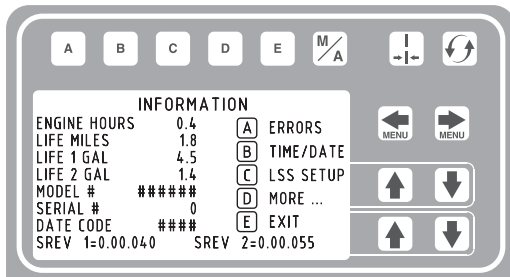 A B C D E M/A
INFORMATION
ENGINE HOURS 0.4 A ERRORS
LIFE MILES 1.8
LIFE 1 GAL 4.5 B TIME/DATE
LIFE 2 GAL 1.4 C LSS SETUP
MODEL # ###### D MORE ...
SERIAL # 0
DATE CODE #### E EXIT
SREV 1=0.00.040 SREV 2=0.00.055
MENU MENU